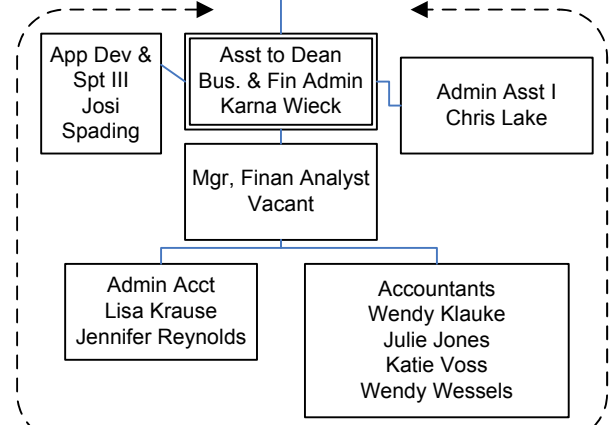 App Dev &
Spt III
Josi
Spading
Asst to Dean
Bus. & Fin Admin
Karna Wieck
Admin Asst I
Chris Lake
Mgr, Finan Analyst
Vacant
Admin Acct
Lisa Krause
Jennifer Reynolds
Accountants
Wendy Klauke
Julie Jones
Katie Voss
Wendy Wessels